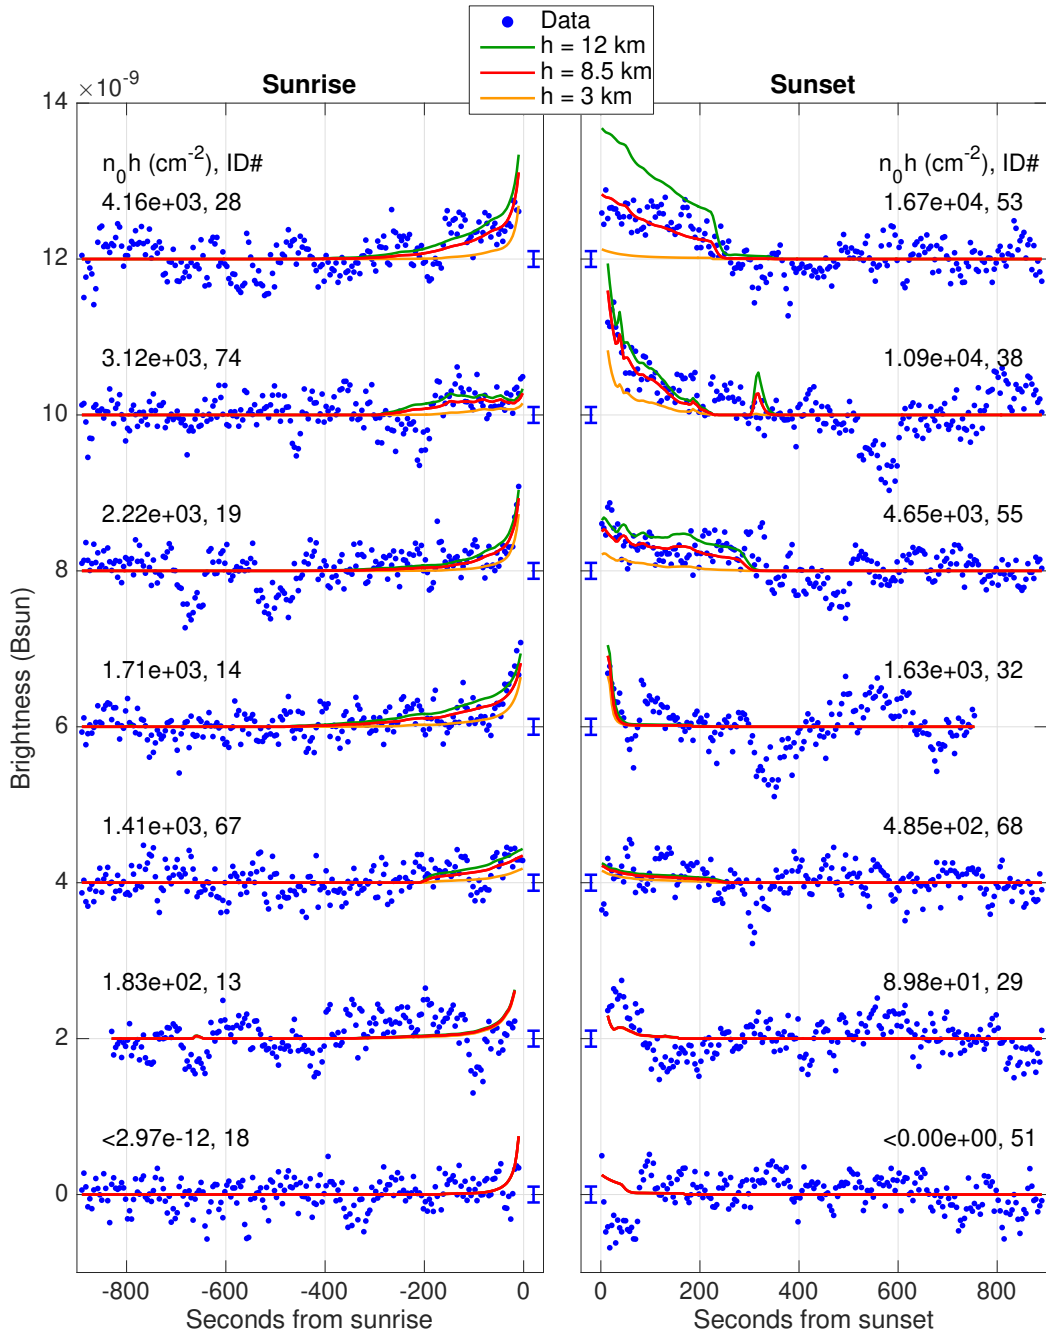 Data
h = 12 km
h = 8.5 km
h = 3 km
×10⁻⁹
Sunrise
Sunset
14
12
10
8
6
4
2
0
Brightness (Bsun)
n₀h (cm⁻²), ID#
4.16e+03, 28
3.12e+03, 74
2.22e+03, 19
1.71e+03, 14
1.41e+03, 67
1.83e+02, 13
<2.97e-12, 18
n₀h (cm⁻²), ID#
1.67e+04, 53
1.09e+04, 38
4.65e+03, 55
1.63e+03, 32
4.85e+02, 68
8.98e+01, 29
<0.00e+00, 51
-800 -600 -400 -200 0
0 200 400 600 800
Seconds from sunrise
Seconds from sunset